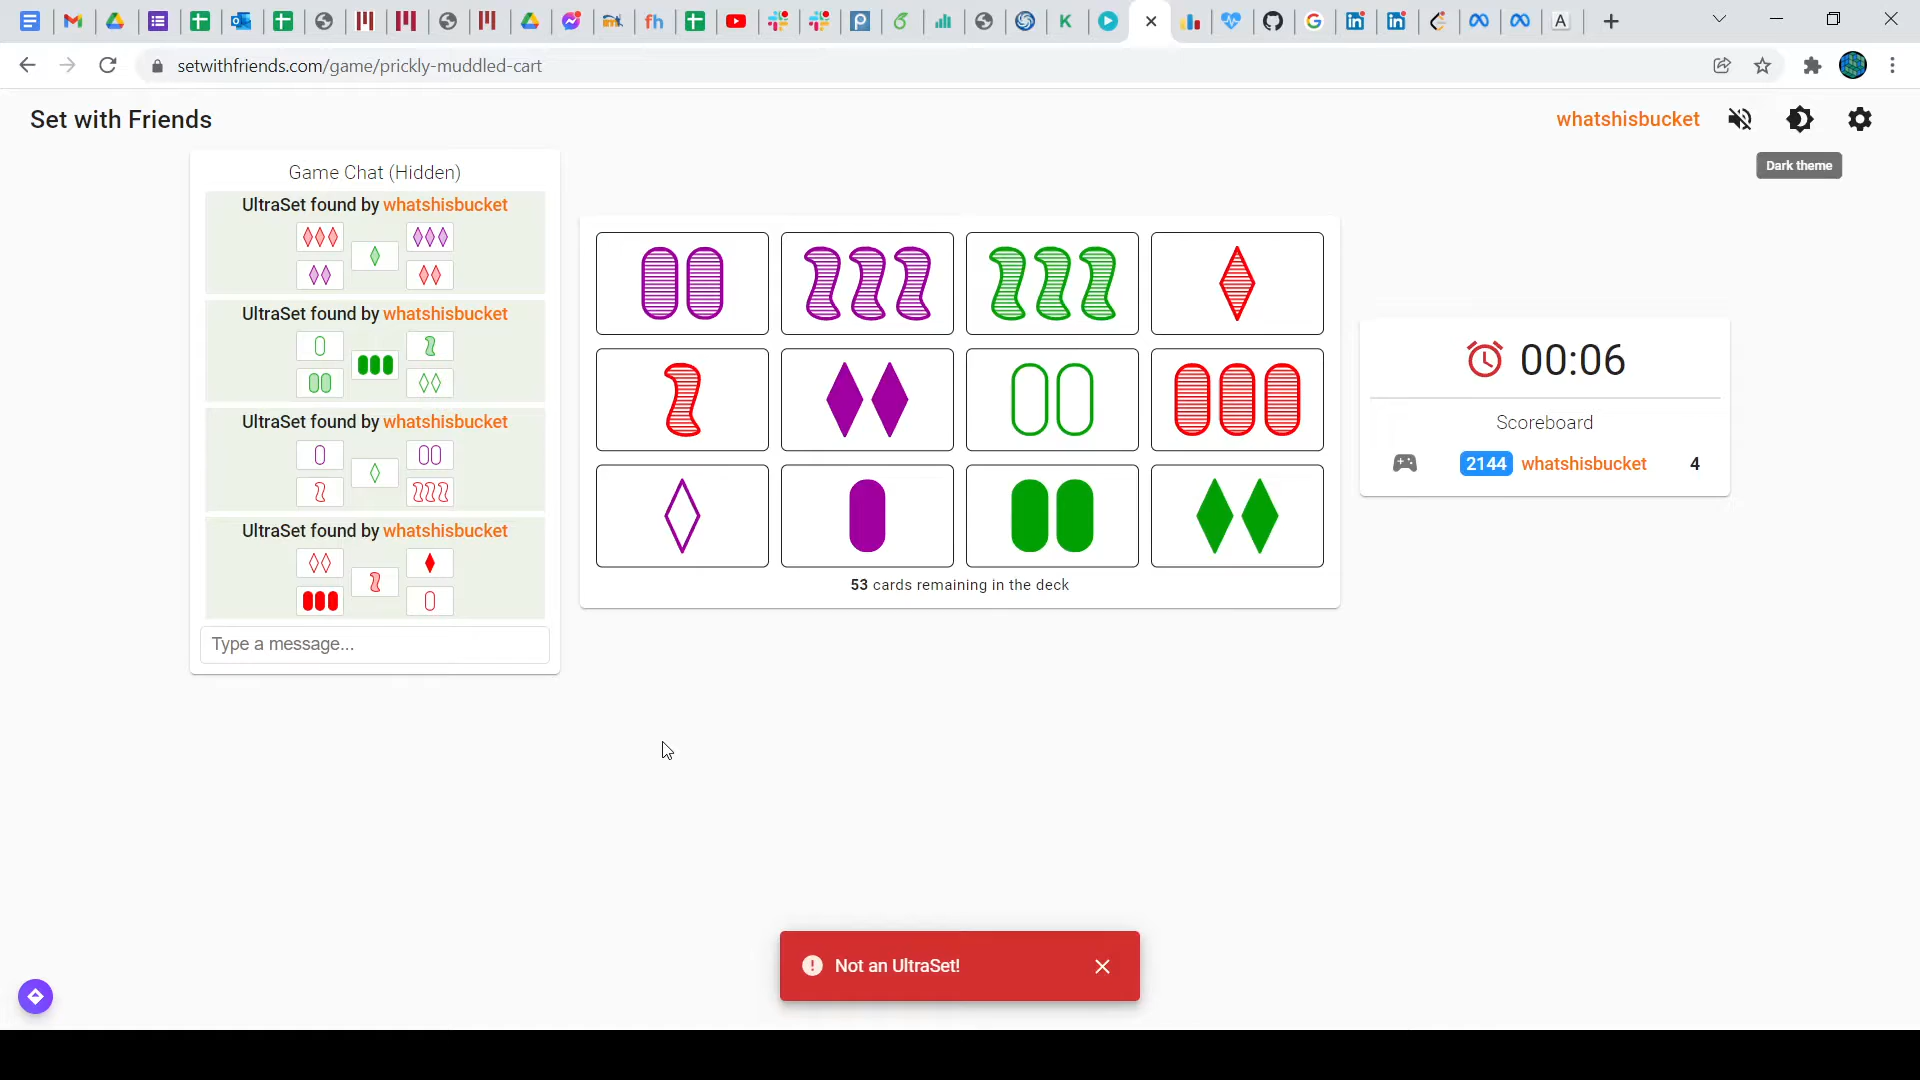 setwithfriends.com/game/prickly-muddled-cart
Set with Friends
whatshisbucket
Dark theme
Game Chat (Hidden)
UltraSet found by whatshisbucket
UltraSet found by whatshisbucket
UltraSet found by whatshisbucket
UltraSet found by whatshisbucket
Type a message...
53 cards remaining in the deck
00:06
Scoreboard
2144 whatshisbucket 4
Not an UltraSet!